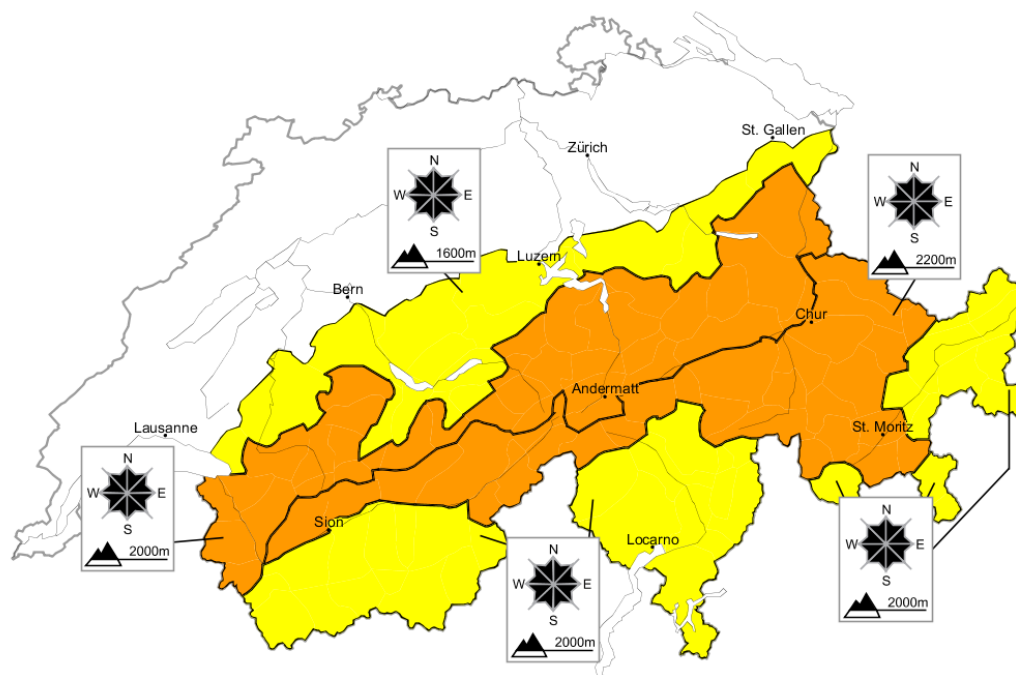 St. Gallen
Zürich
N
W E
S
1600m
N
W E
S
2200m
Luzern
Bern
Chur
Andermatt
Lausanne
St. Moritz
N
W E
S
2000m
Sion
Locarno
N
W E
S
2000m
N
W E
S
2000m